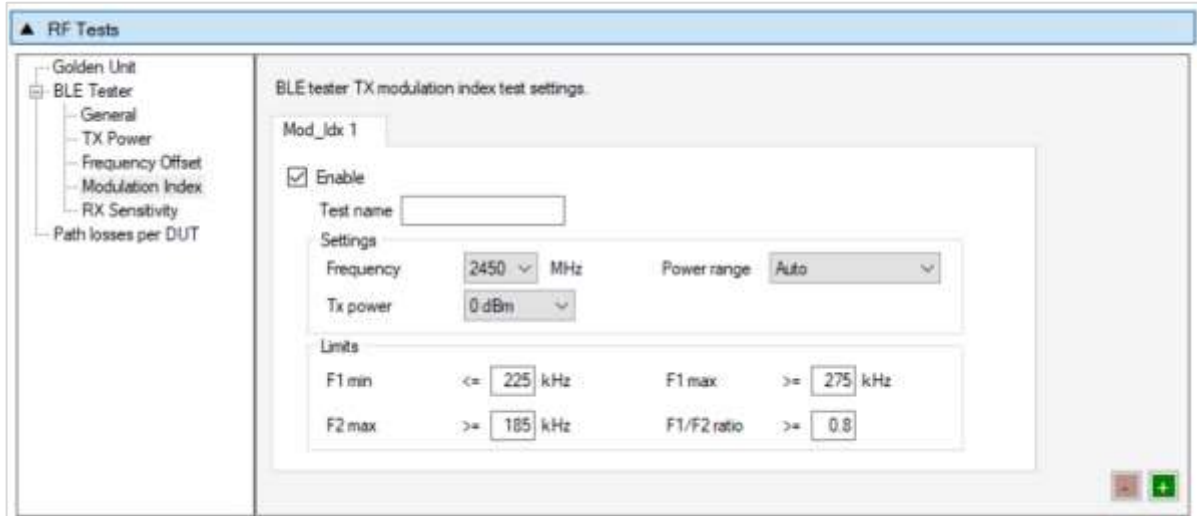 ▲ RF Tests
Golden Unit
BLE Tester
General
TX Power
Frequency Offset
Modulation Index
RX Sensitivity
Path losses per DUT
BLE tester TX modulation index test settings.
Mod_Idx 1
Enable
Test name
Settings
Frequency 2450 MHz Power range Auto
Tx power 0 dBm
Limits
F1 min <= 225 kHz F1 max >= 275 kHz
F2 max >= 185 kHz F1/F2 ratio >= 0.8
- +